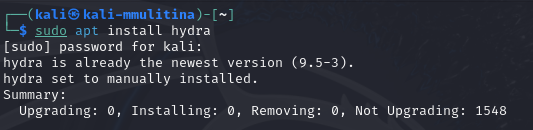 ┌──(kali㉿kali-mmulitina)-[~]
└─$ sudo apt install hydra
[sudo] password for kali:
hydra is already the newest version (9.5-3).
hydra set to manually installed.
Summary:
  Upgrading: 0, Installing: 0, Removing: 0, Not Upgrading: 1548